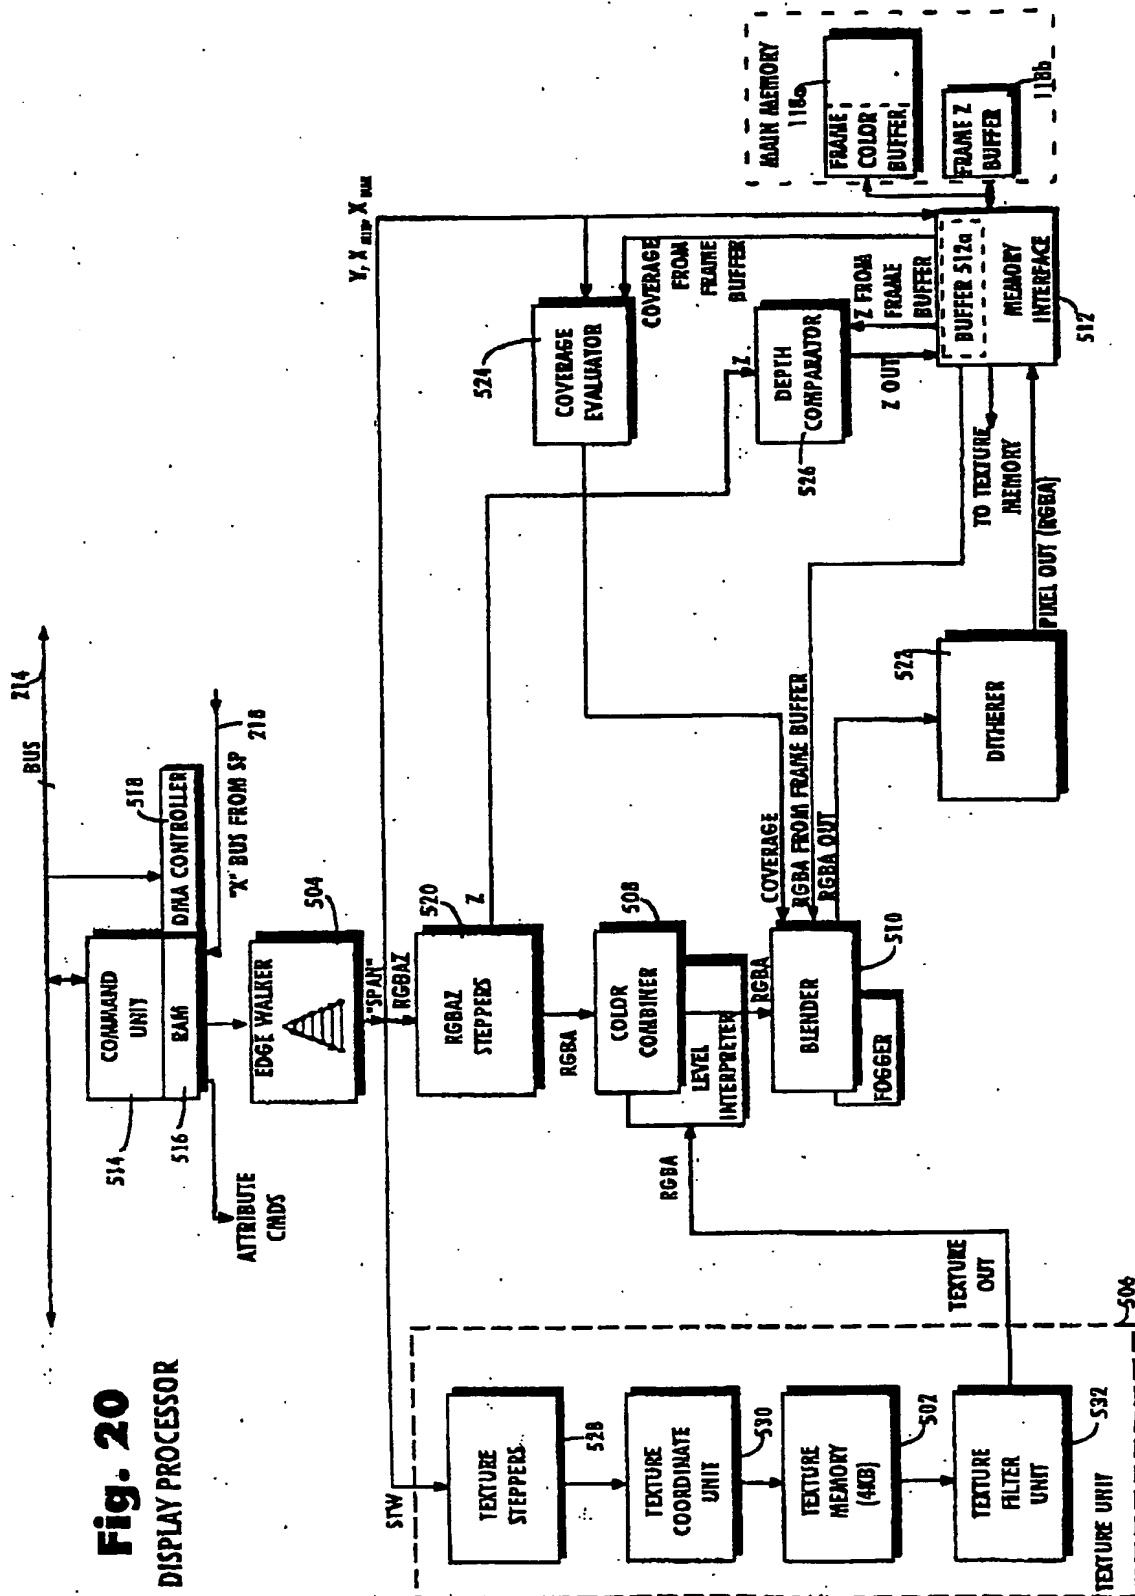 Fig. 20
DISPLAY PROCESSOR
BUS
214
COMMAND
UNIT
RAM
DMA CONTROLLER
518
514
516
"X" BUS FROM SP
218
ATTRIBUTE
CMDS
EDGE WALKER
504
"SPAN"
RGBAZ
STW
Y, X
RGBAZ
STEPPERS
520
Z
RGBA
COLOR
COMBINER
508
LEVEL
INTERPRETER
RGBA
RGBA
BLENDER
510
FOGGER
COVERAGE
RGBA FROM FRAME BUFFER
RGBA OUT
COVERAGE
EVALUATOR
524
COVERAGE
FROM
FRAME
BUFFER
Z
DEPTH
COMPARATOR
526
Z OUT
Z FROM
FRAME
BUFFER
DITHERER
522
PIXEL OUT (RGBA)
TO TEXTURE
MEMORY
BUFFER 512a
MEMORY
INTERFACE
512
MAIN MEMORY
118a
FRAME
COLOR
BUFFER
FRAME Z
BUFFER
118b
TEXTURE
STEPPERS
528
TEXTURE
COORDINATE
UNIT
530
TEXTURE
MEMORY
(4KB)
502
TEXTURE
FILTER
UNIT
532
TEXTURE
OUT
TEXTURE UNIT
506